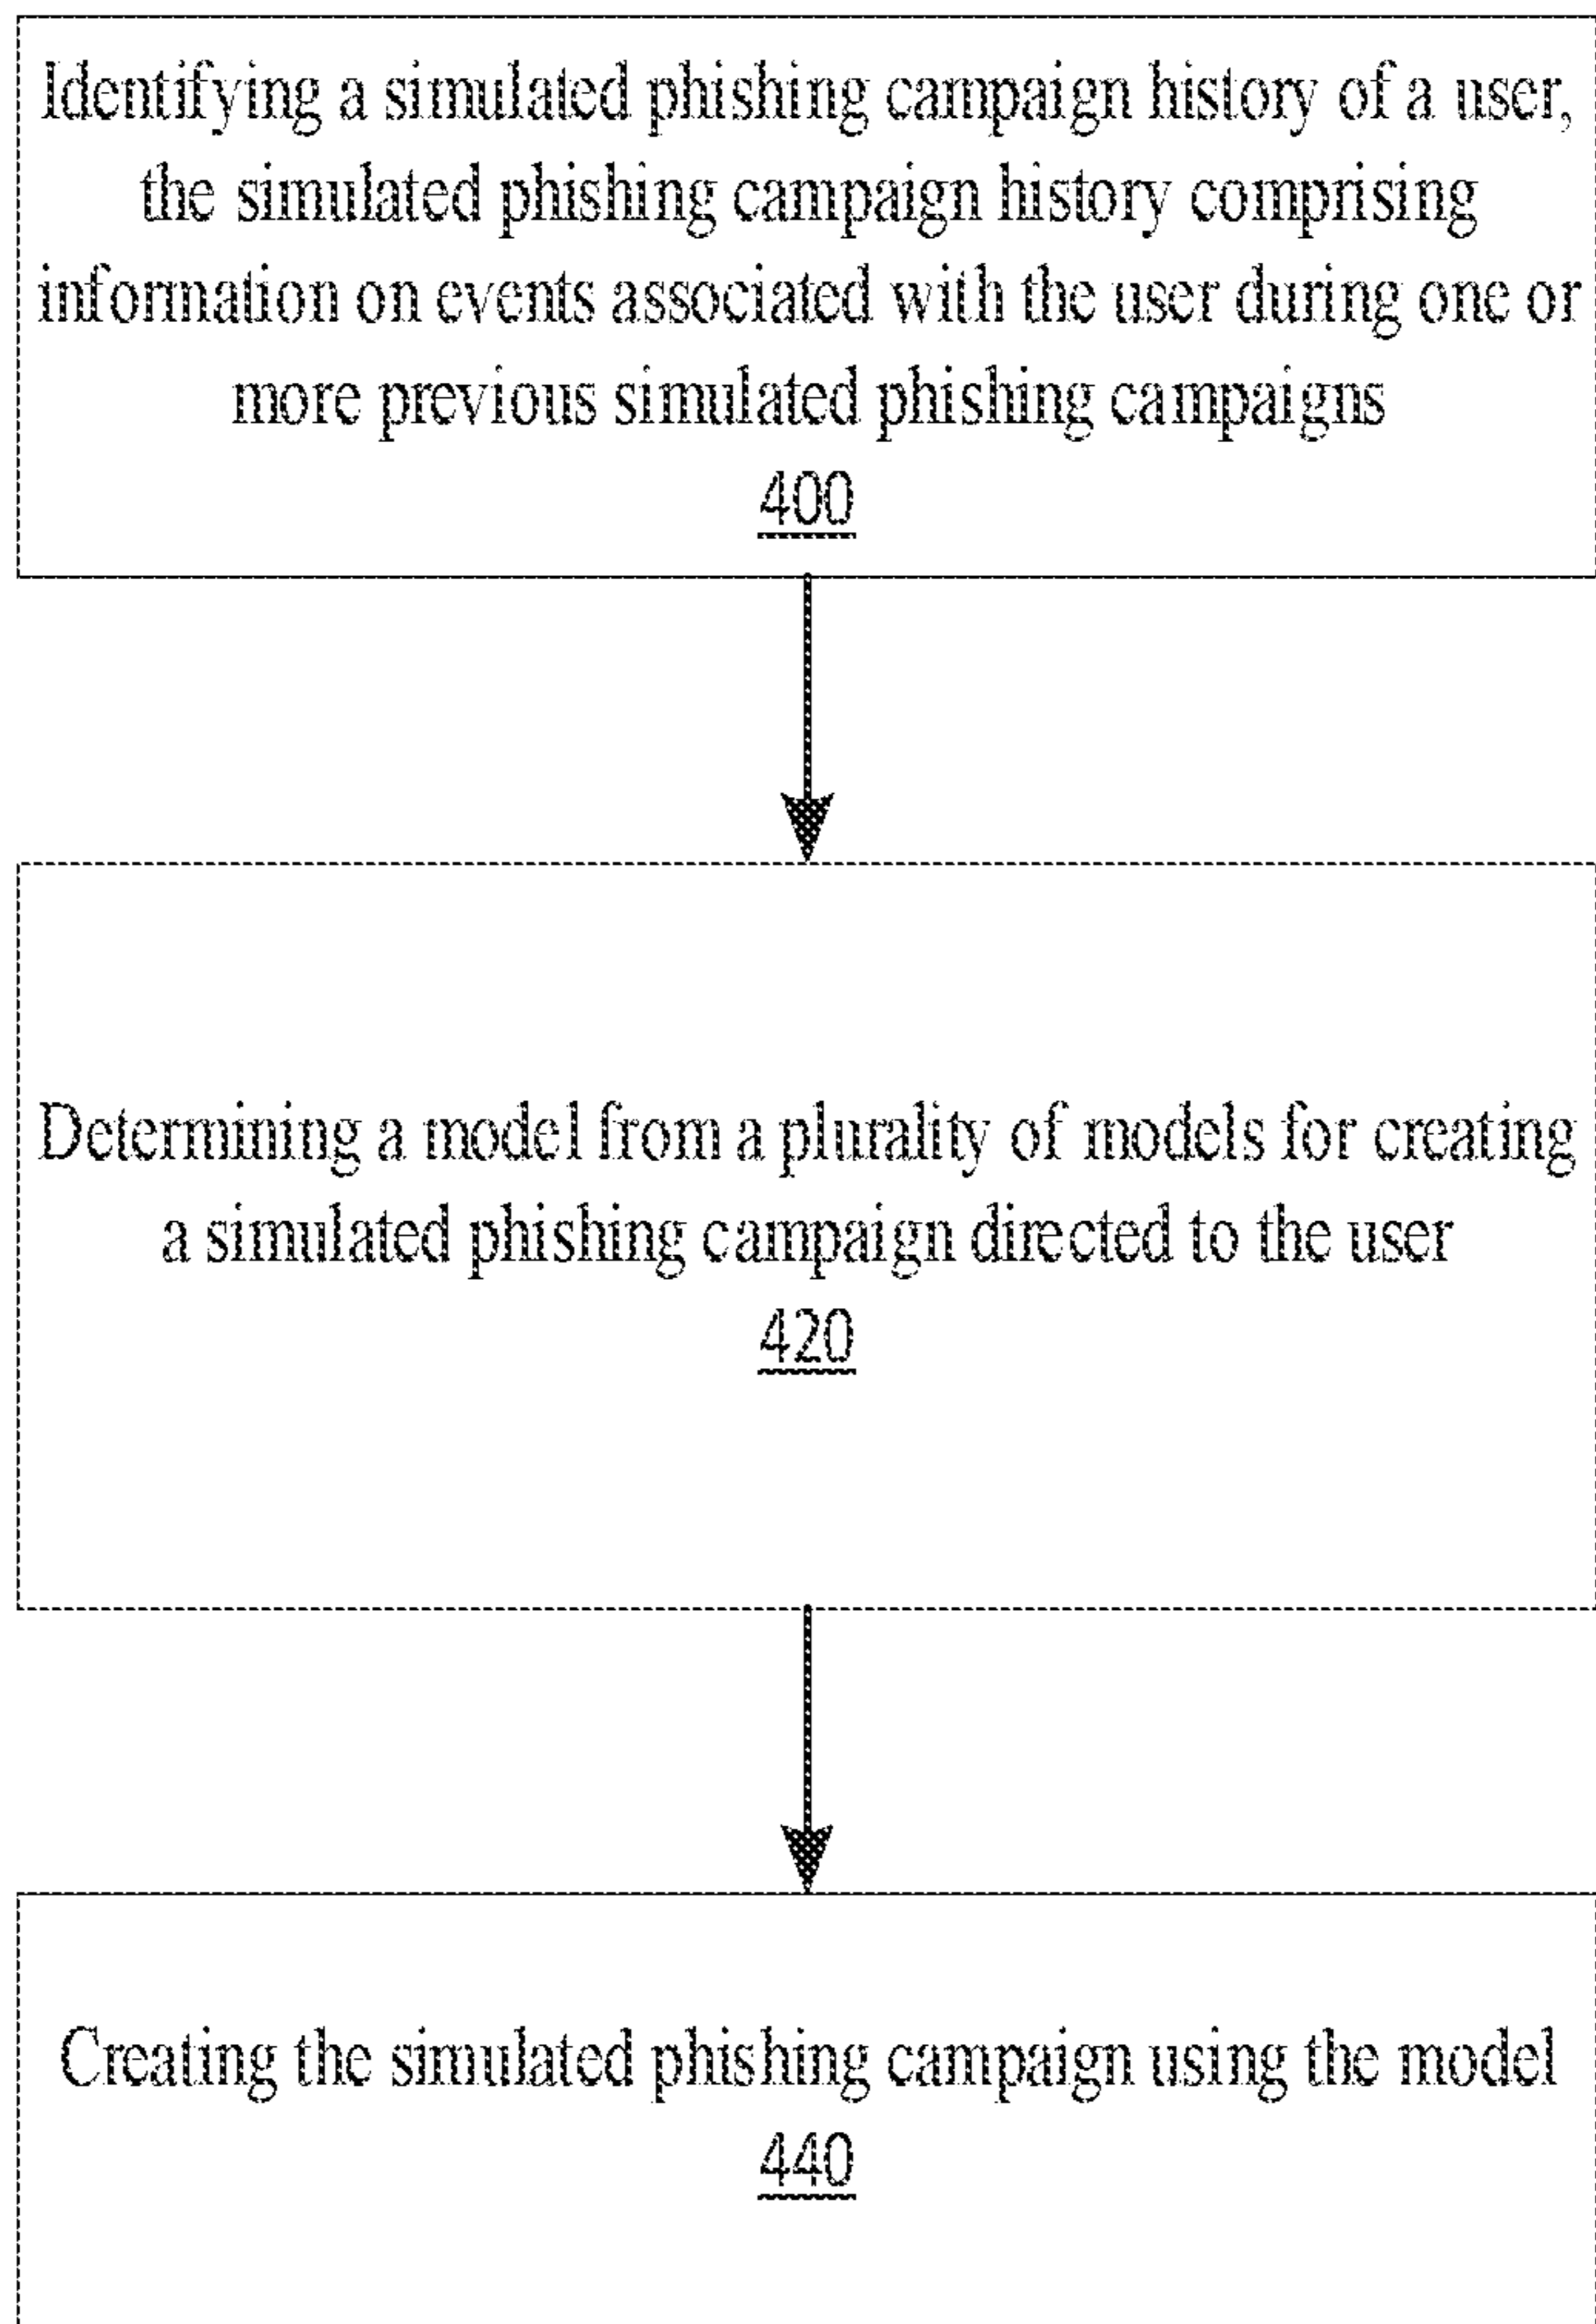 Identifying a simulated phishing campaign history of a user,
the simulated phishing campaign history comprising
information on events associated with the user during one or
more previous simulated phishing campaigns
400
Determining a model from a plurality of models for creating
a simulated phishing campaign directed to the user
420
Creating the simulated phishing campaign using the model
440